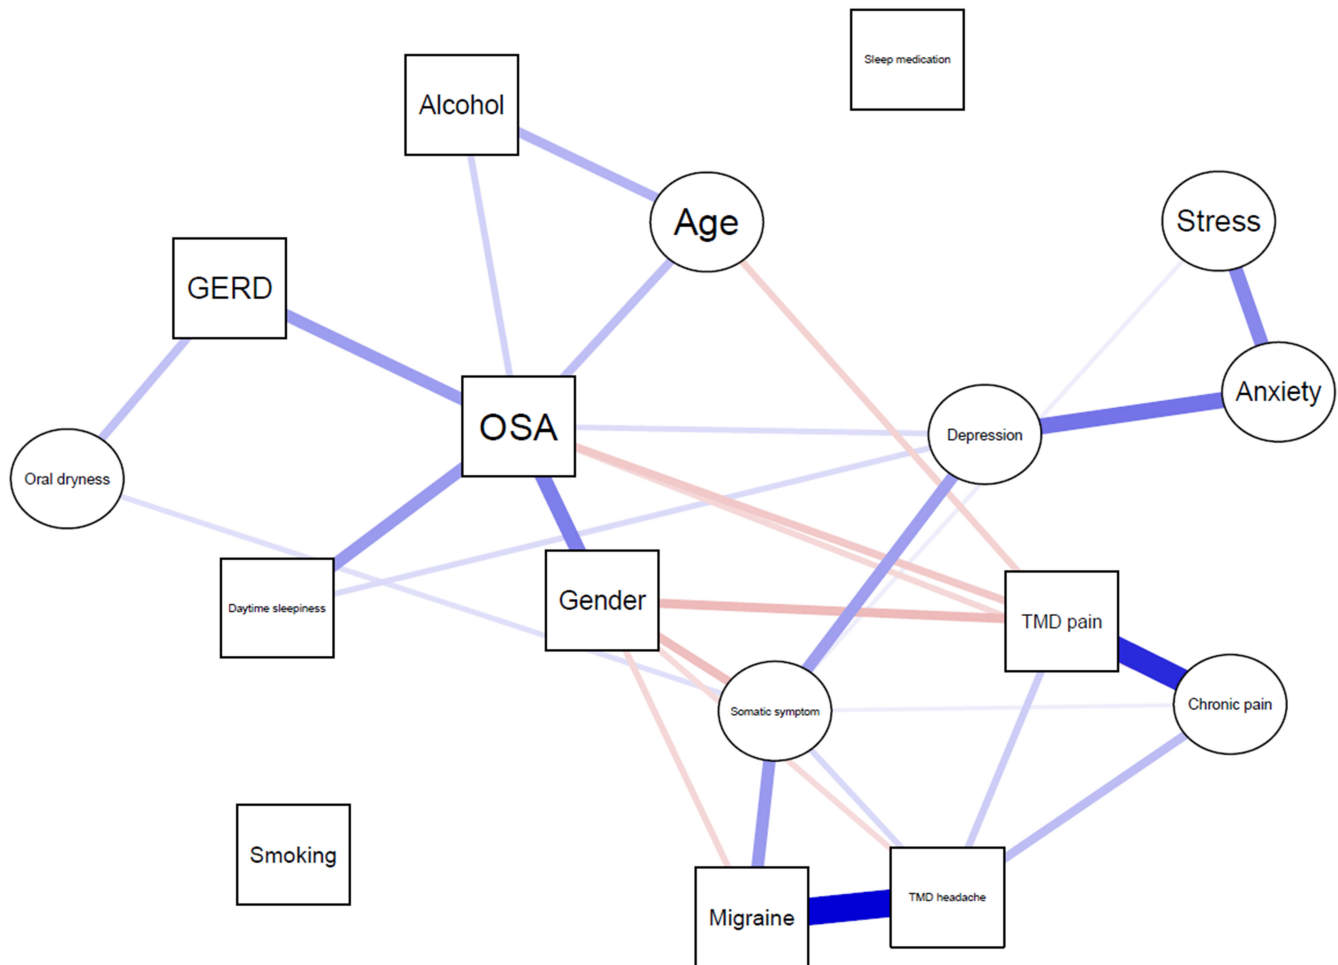 Sleep medication
Alcohol
Age
Stress
GERD
Anxiety
OSA
Depression
Oral dryness
Daytime sleepiness
Gender
TMD pain
Somatic symptom
Chronic pain
Smoking
TMD headache
Migraine